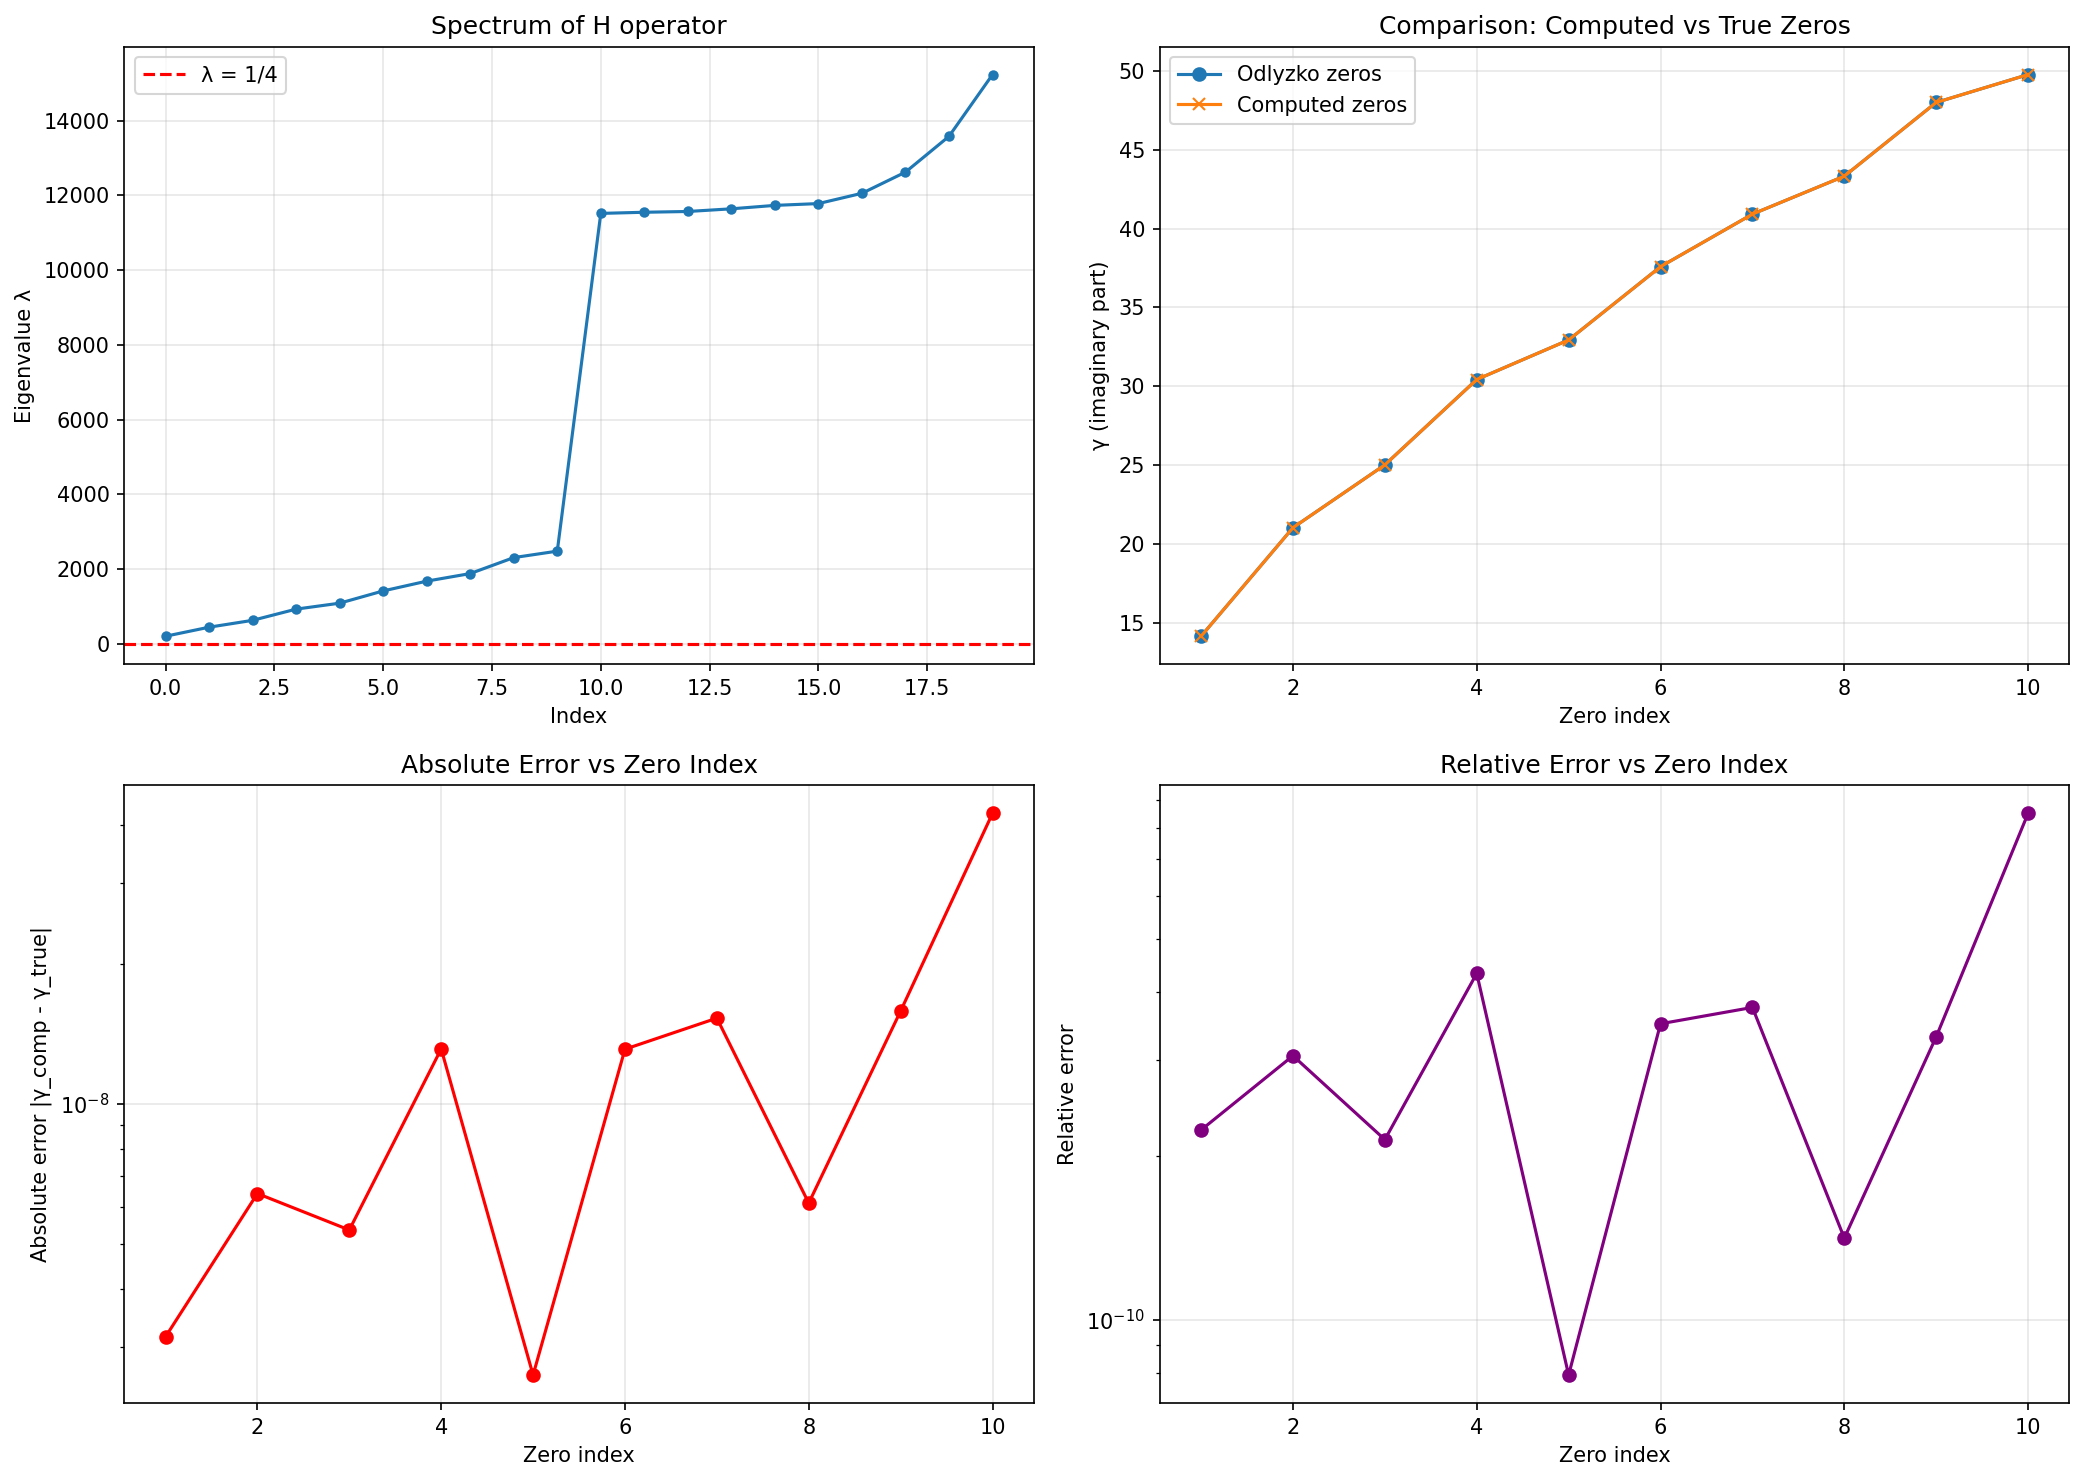 Spectrum of H operator
λ = 1/4
Eigenvalue λ
14000
12000
10000
8000
6000
4000
2000
0
0.0 2.5 5.0 7.5 10.0 12.5 15.0 17.5
Index
Comparison: Computed vs True Zeros
Odlyzko zeros
Computed zeros
γ (imaginary part)
50
45
40
35
30
25
20
15
2 4 6 8 10
Zero index
Absolute Error vs Zero Index
Absolute error |γ_comp - γ_true|
10⁻⁸
2 4 6 8 10
Zero index
Relative Error vs Zero Index
Relative error
10⁻¹⁰
2 4 6 8 10
Zero index